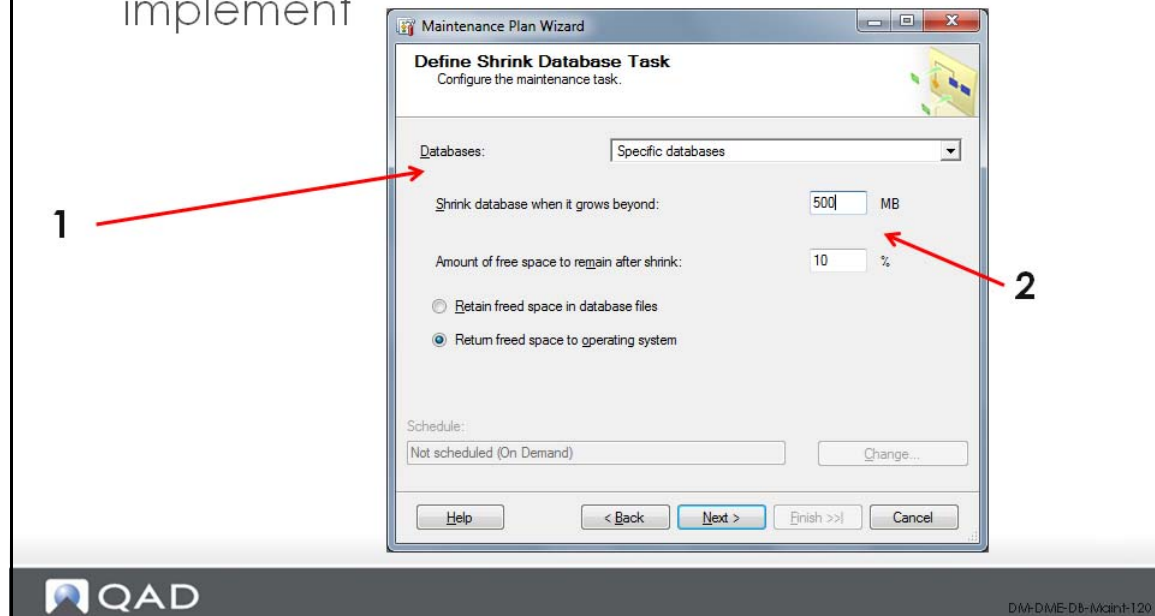 implement
Maintenance Plan Wizard
Define Shrink Database Task
Configure the maintenance task.
Databases: Specific databases
1
Shrink database when it grows beyond: 500 MB
Amount of free space to remain after shrink: 10 %
2
Retain freed space in database files
Return freed space to operating system
Schedule:
Not scheduled (On Demand) Change...
Help < Back Next > Finish >>| Cancel
QAD
DM-DME-DB-Maint-120